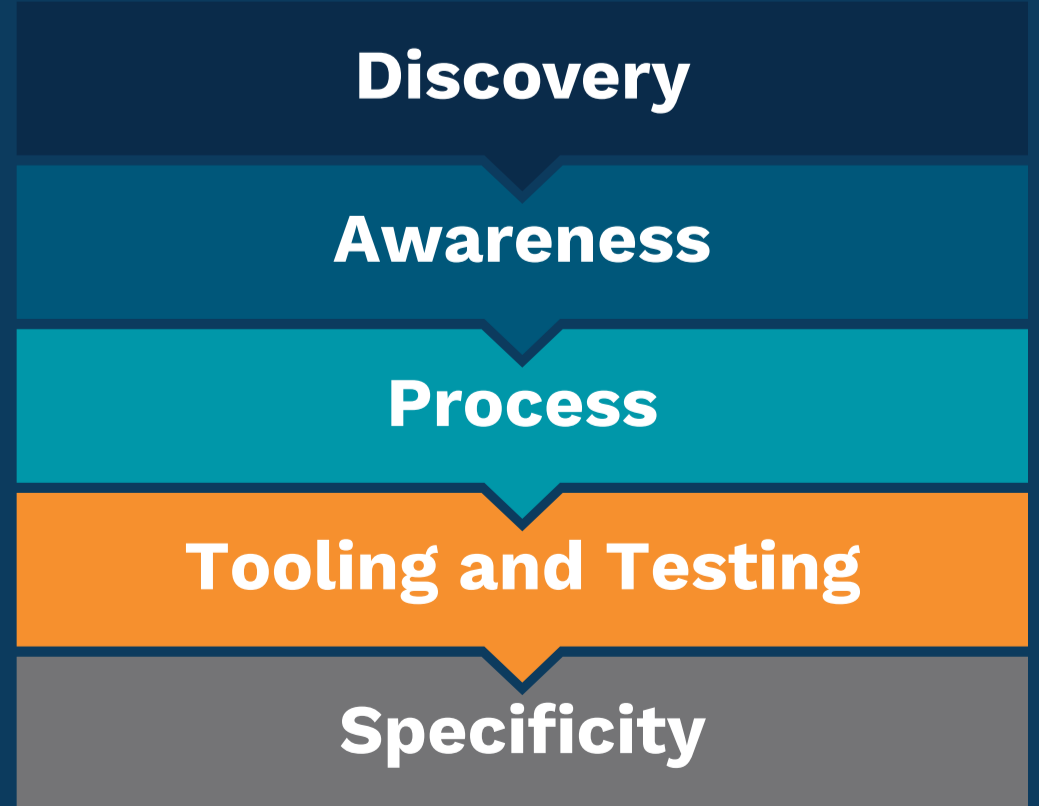 Discovery
Awareness
Process
Tooling and Testing
Specificity